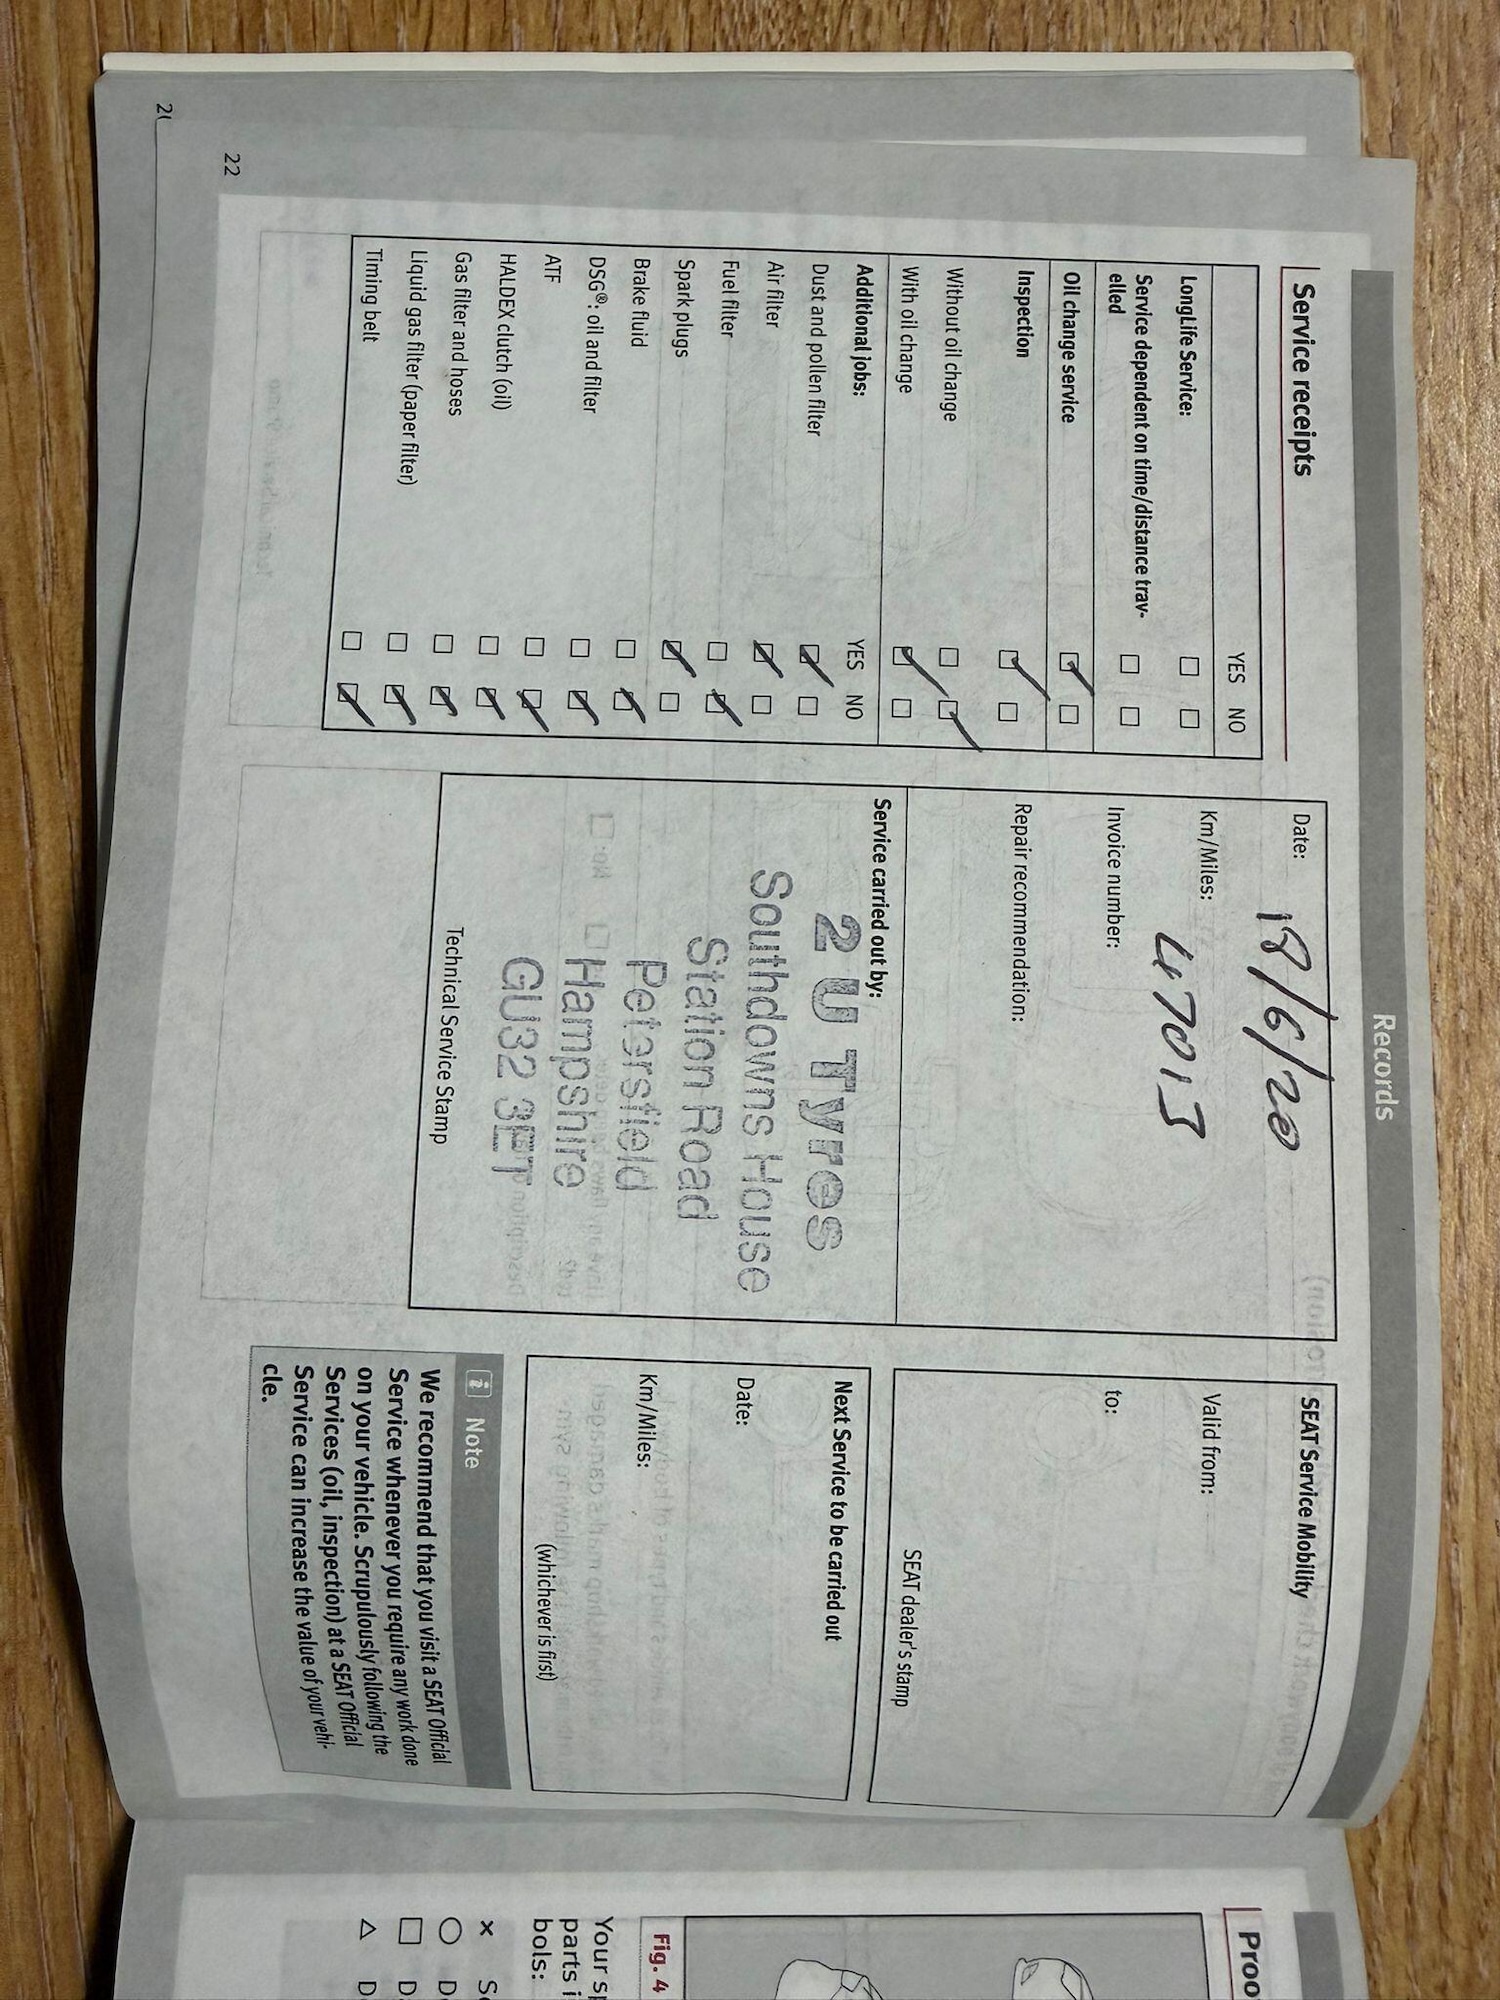 Records
Service receipts
YES NO
LongLife Service: ☐ ☐
Service dependent on time/distance trav-
elled ☐ ☐
Oil change service ☑ ☐
Inspection ☑ ☐
Without oil change ☐ ☑
With oil change ☑ ☐
Additional jobs: YES NO
Dust and pollen filter ☑ ☐
Air filter ☑ ☐
Fuel filter ☐ ☑
Spark plugs ☑ ☐
Brake fluid ☐ ☑
DSG®: oil and filter ☐ ☑
ATF ☐ ☑
HALDEX clutch (oil) ☐ ☑
Gas filter and hoses ☐ ☑
Liquid gas filter (paper filter) ☐ ☑
Timing belt ☐ ☑
Date: 18/6/20
Km/Miles: 47013
Invoice number:
Repair recommendation:
Service carried out by:
2 U Tyres
Southdowns House
Station Road
Petersfield
Hampshire
GU32 3ET
Technical Service Stamp
SEAT Service Mobility
Valid from:
to:
SEAT dealer's stamp
Next Service to be carried out
Date:
Km/Miles:
(whichever is first)
i Note
We recommend that you visit a SEAT Official
Service whenever you require any work done
on your vehicle. Scrupulously following the
Services (oil, inspection) at a SEAT Official
Service can increase the value of your vehi-
cle.
22
Fig. 4
Your
parts
bols: